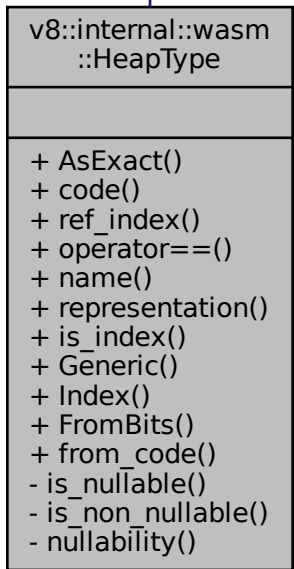 v8::internal::wasm
::HeapType
+ AsExact()
+ code()
+ ref_index()
+ operator==()
+ name()
+ representation()
+ is_index()
+ Generic()
+ Index()
+ FromBits()
+ from_code()
- is_nullable()
- is_non_nullable()
- nullability()